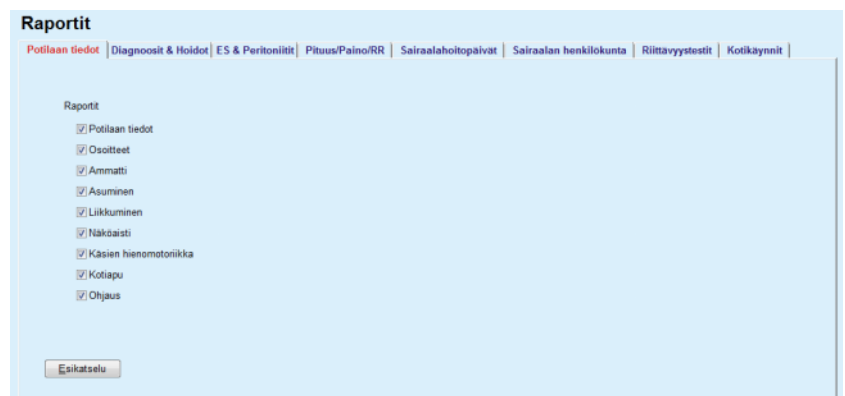 Raportit
Potilaan tiedot Diagnoosit & Hoidot ES & Peritoniitit Pituus/Paino/RR Sairaalahoitopäivät Sairaalan henkilökunta Riittävyystestit Kotikäynnit
Raportit
Potilaan tiedot
Osoitteet
Ammatti
Asuminen
Liikkuminen
Näköaisti
Käsien hienomotoriikka
Kotiapu
Ohjaus
Esikatselu